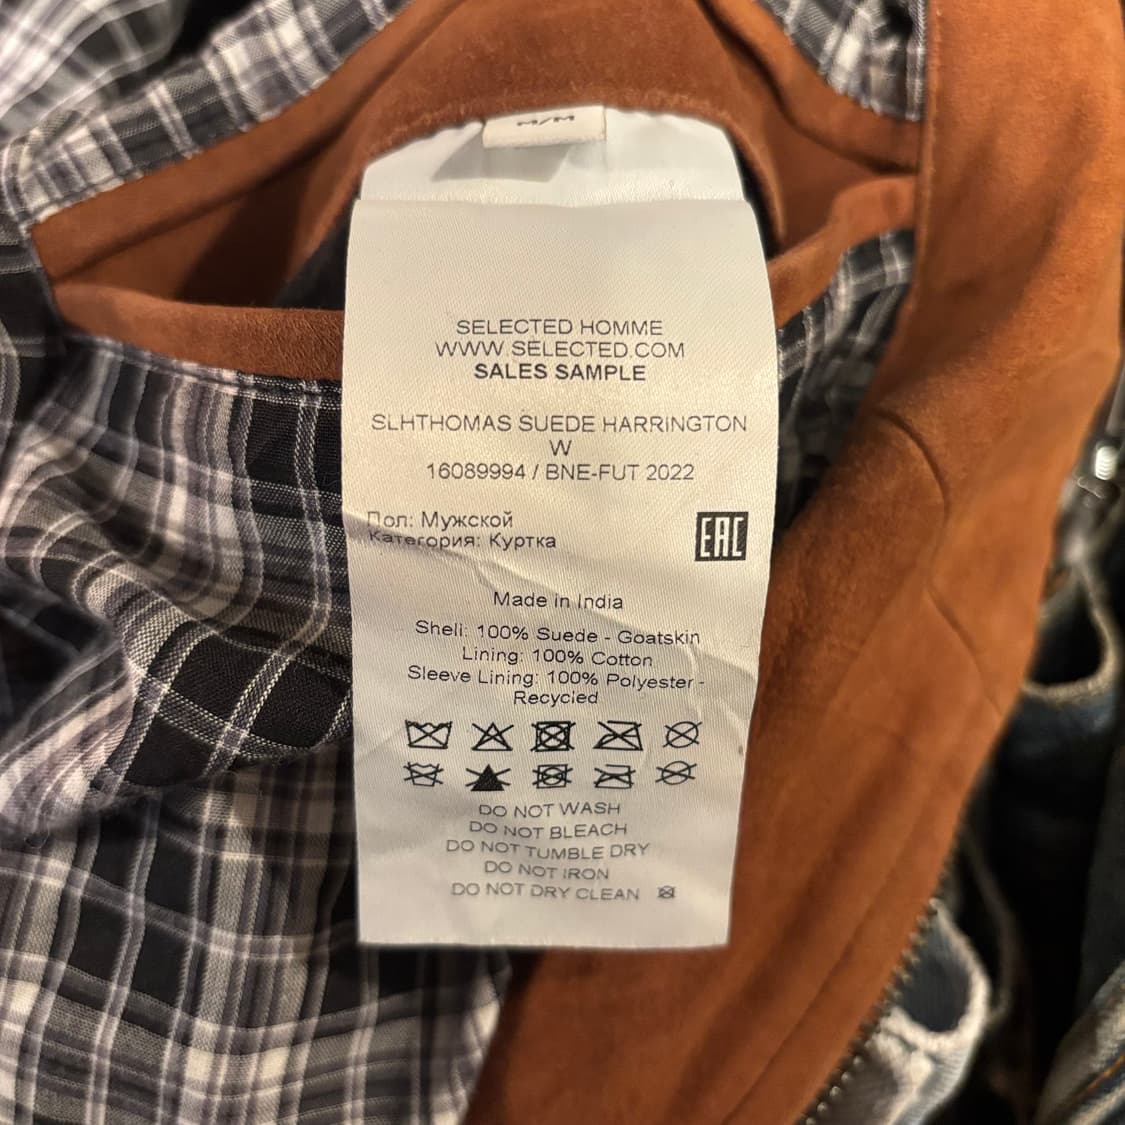 M/M
SELECTED HOMME
WWW.SELECTED.COM
SALES SAMPLE
SLHTHOMAS SUEDE HARRINGTON
W
16089994 / BNE-FUT 2022
Пол: Мужской
Категория: Куртка
EAC
Made in India
Shell: 100% Suede - Goatskin
Lining: 100% Cotton
Sleeve Lining: 100% Polyester -
Recycled
DO NOT WASH
DO NOT BLEACH
DO NOT TUMBLE DRY
DO NOT IRON
DO NOT DRY CLEAN